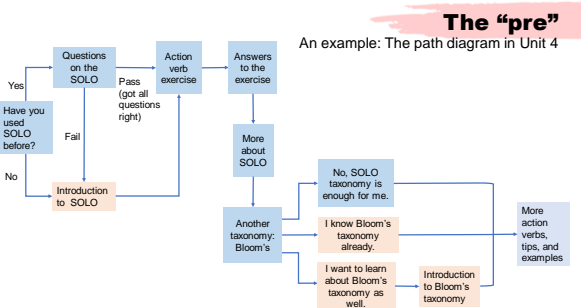 The “pre”
An example: The path diagram in Unit 4
Questions
on the
SOLO
Action
verb
exercise
Answers
to the
exercise
Yes
Pass
(got all
questions
right)
Have you
used
SOLO
before?
Fail
No
Introduction
to SOLO
More
about
SOLO
No, SOLO
taxonomy is
enough for me.
Another
taxonomy:
Bloom's
I know Bloom's
taxonomy
already.
More
action
verbs,
tips, and
examples
I want to learn
about Bloom's
taxonomy as
well.
Introduction
to Bloom's
taxonomy